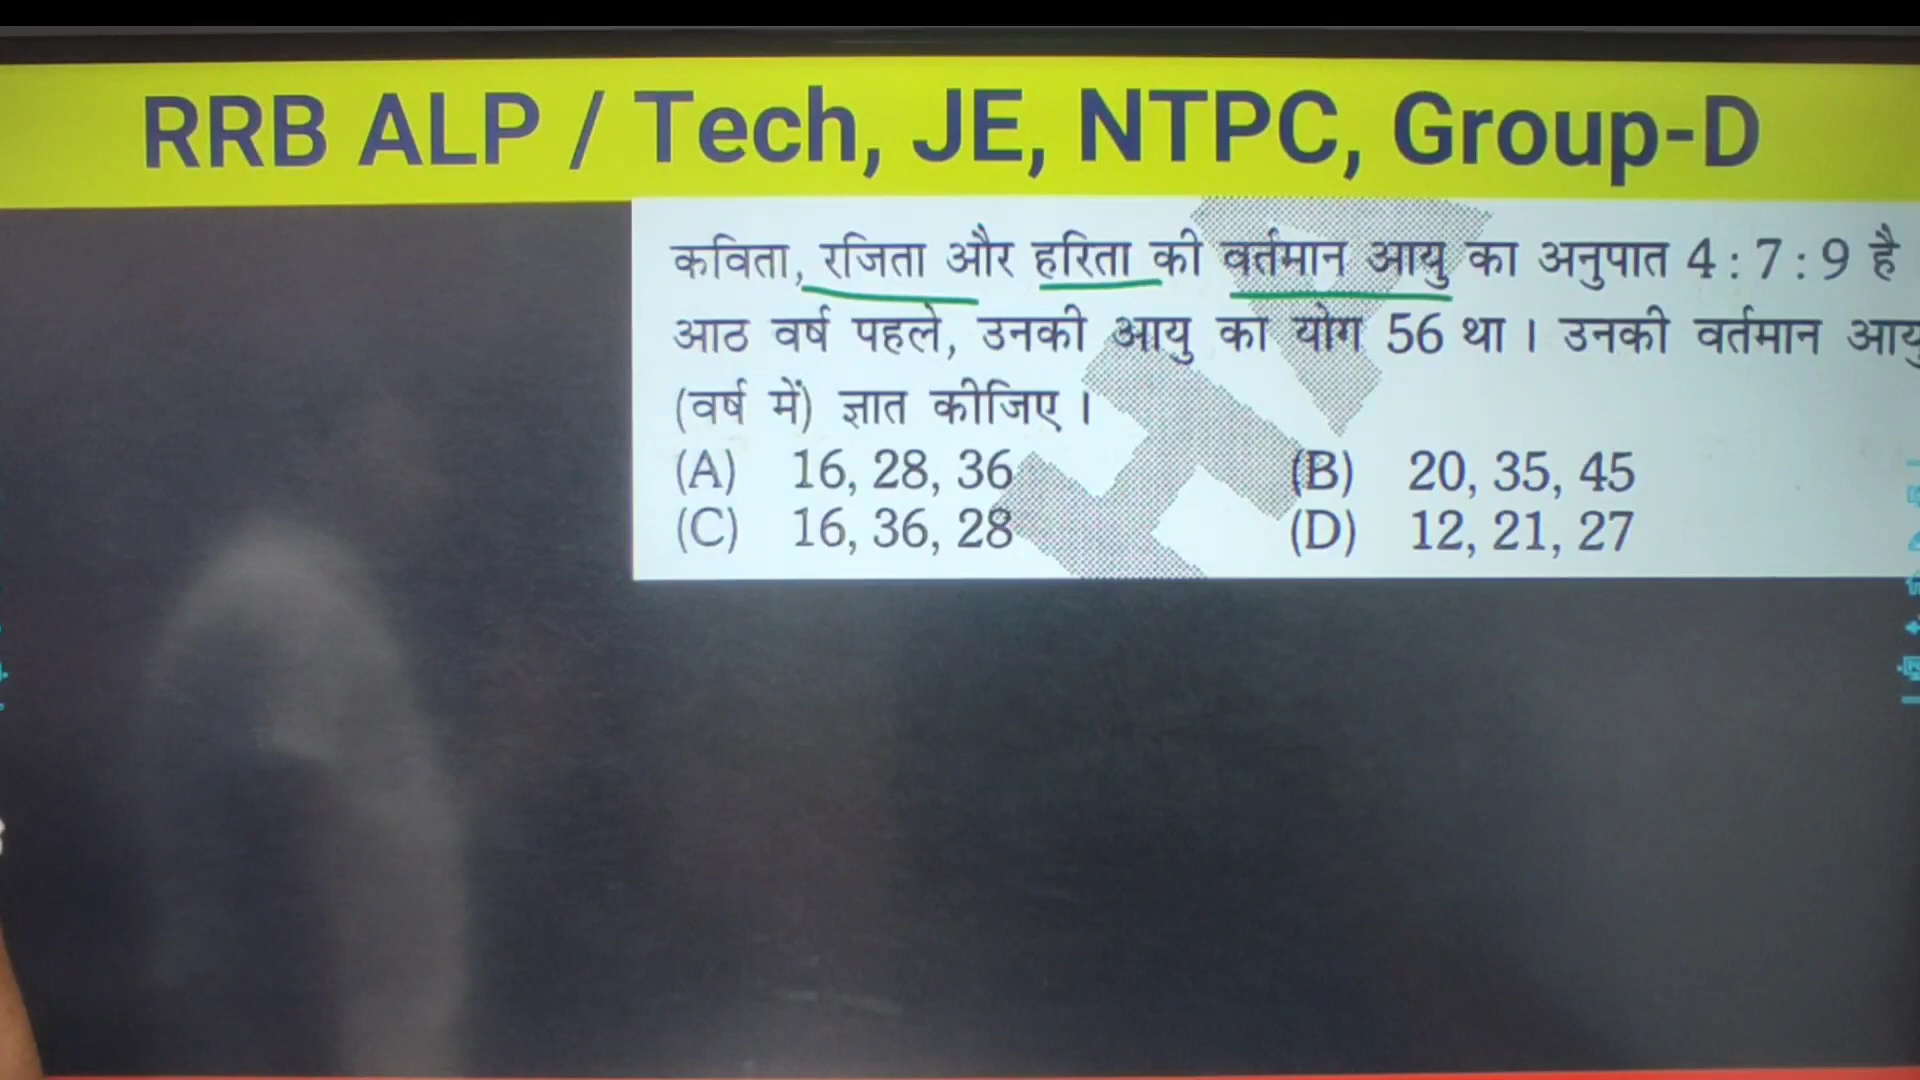 RRB ALP / Tech, JE, NTPC, Group-D
कविता, रजिता और हरिता की वर्तमान आयु का अनुपात 4 : 7 : 9 है
आठ वर्ष पहले, उनकी आयु का योग 56 था । उनकी वर्तमान आयु
(वर्ष में) ज्ञात कीजिए ।
(A) 16, 28, 36 (B) 20, 35, 45
(C) 16, 36, 28 (D) 12, 21, 27